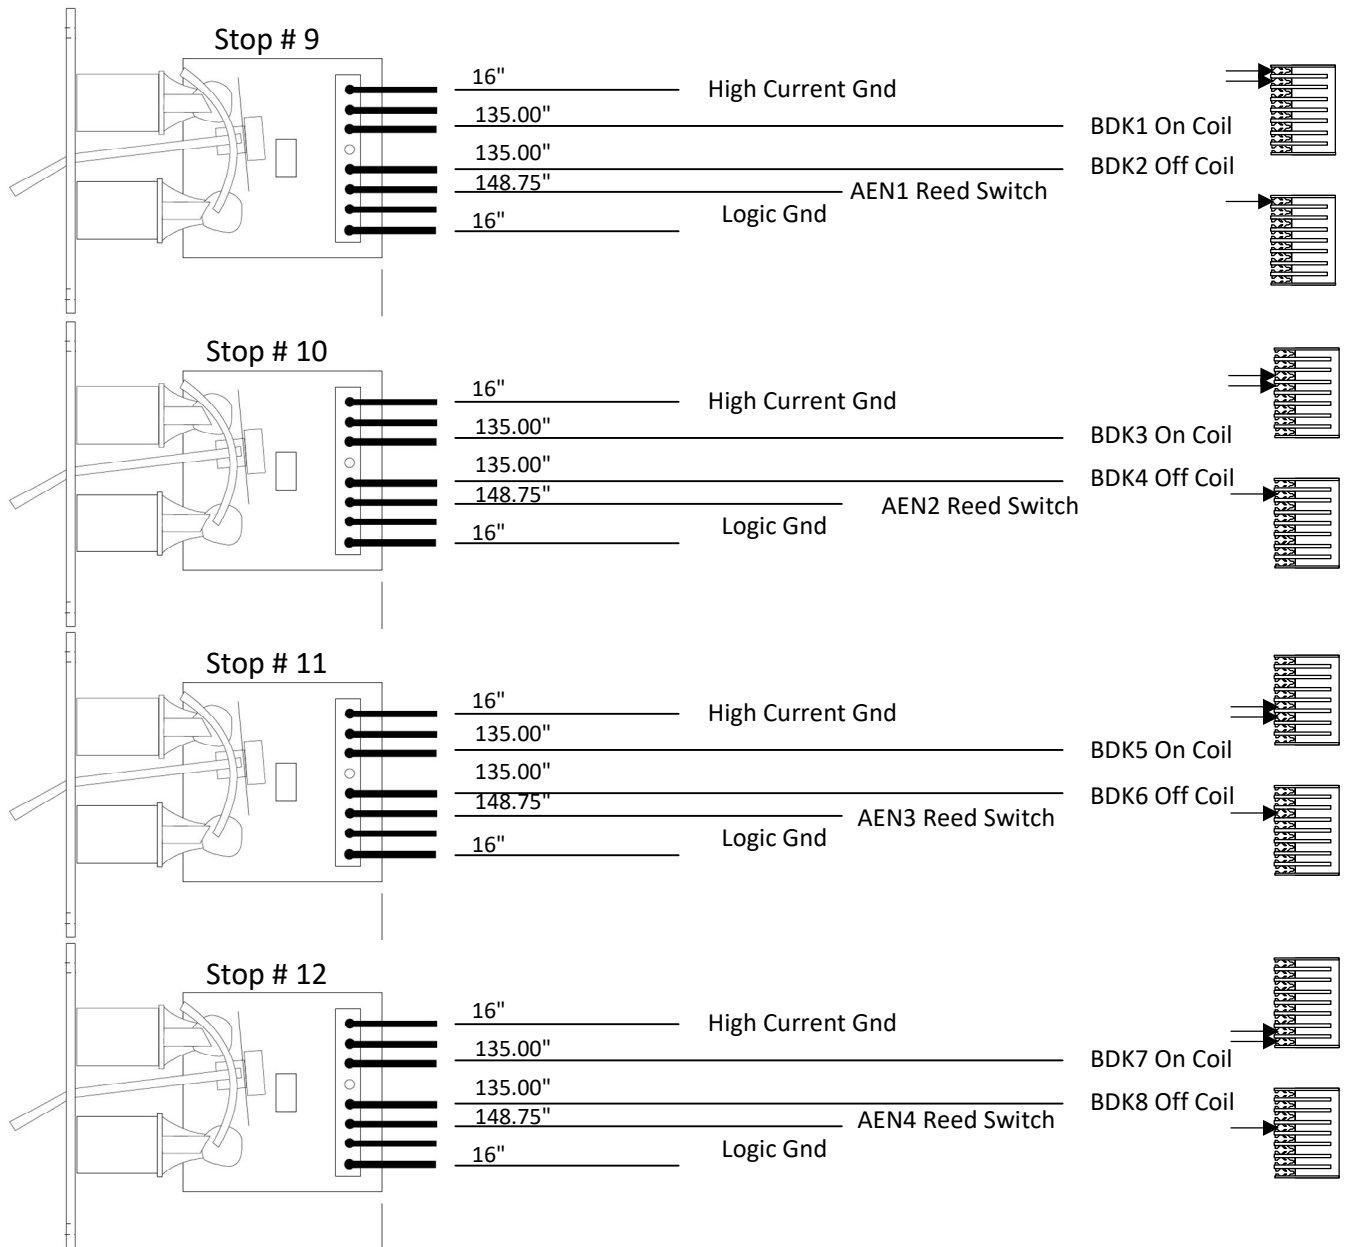 Stop # 9
16"
High Current Gnd
135.00"
BDK1 On Coil
135.00"
BDK2 Off Coil
148.75"
AEN1 Reed Switch
Logic Gnd
16"
Stop # 10
16"
High Current Gnd
135.00"
BDK3 On Coil
135.00"
BDK4 Off Coil
148.75"
AEN2 Reed Switch
Logic Gnd
16"
Stop # 11
16"
High Current Gnd
135.00"
BDK5 On Coil
135.00"
BDK6 Off Coil
148.75"
AEN3 Reed Switch
Logic Gnd
16"
Stop # 12
16"
High Current Gnd
135.00"
BDK7 On Coil
135.00"
BDK8 Off Coil
148.75"
AEN4 Reed Switch
Logic Gnd
16"